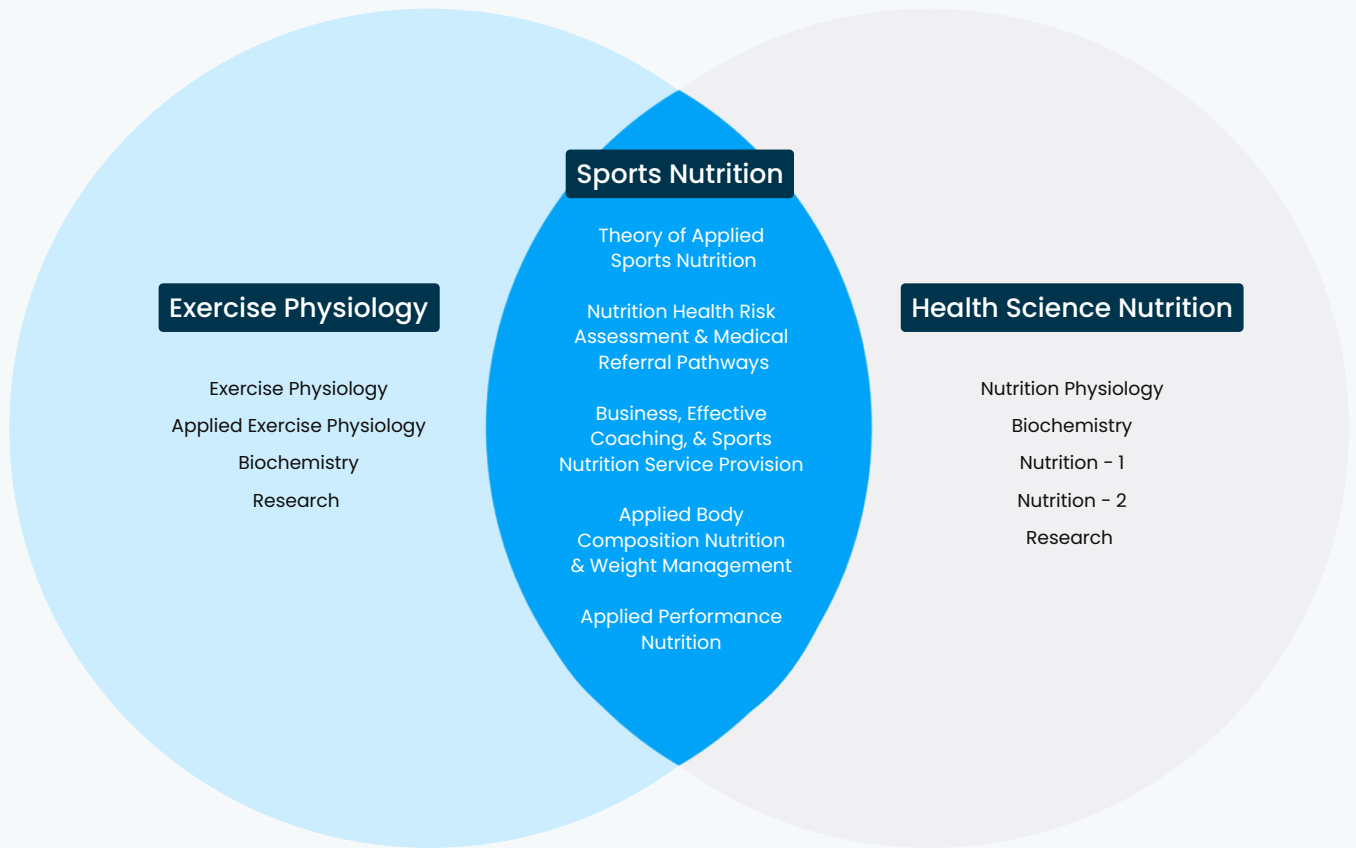 Sports Nutrition
Theory of Applied
Sports Nutrition
Nutrition Health Risk
Assessment & Medical
Referral Pathways
Business, Effective
Coaching, & Sports
Nutrition Service Provision
Applied Body
Composition Nutrition
& Weight Management
Applied Performance
Nutrition
Exercise Physiology
Exercise Physiology
Applied Exercise Physiology
Biochemistry
Research
Health Science Nutrition
Nutrition Physiology
Biochemistry
Nutrition - 1
Nutrition - 2
Research